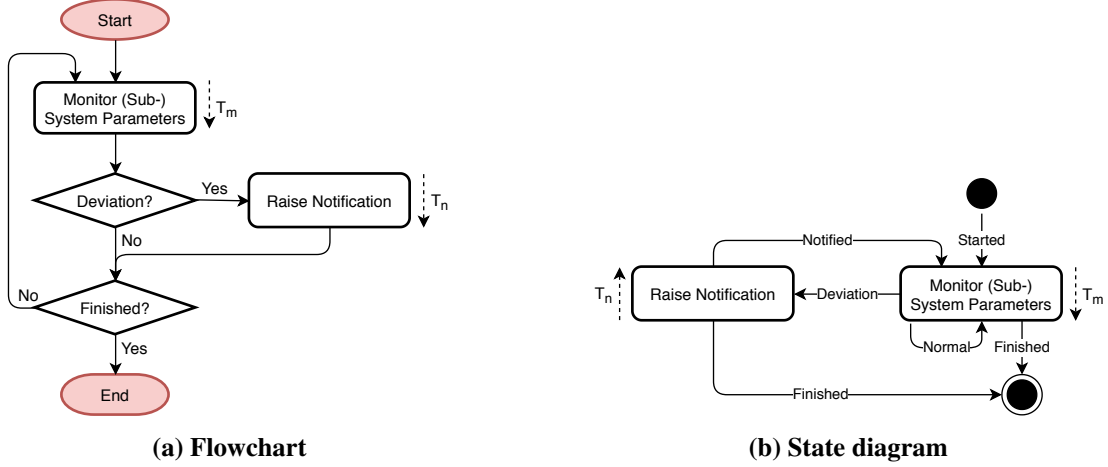 Start
Monitor (Sub-)
System Parameters
Tm
Deviation?
Yes
Raise Notification
Tn
No
No
Finished?
Yes
End
(a) Flowchart
Notified
Started
Tn
Raise Notification
Deviation
Monitor (Sub-)
System Parameters
Tm
Normal
Finished
Finished
(b) State diagram